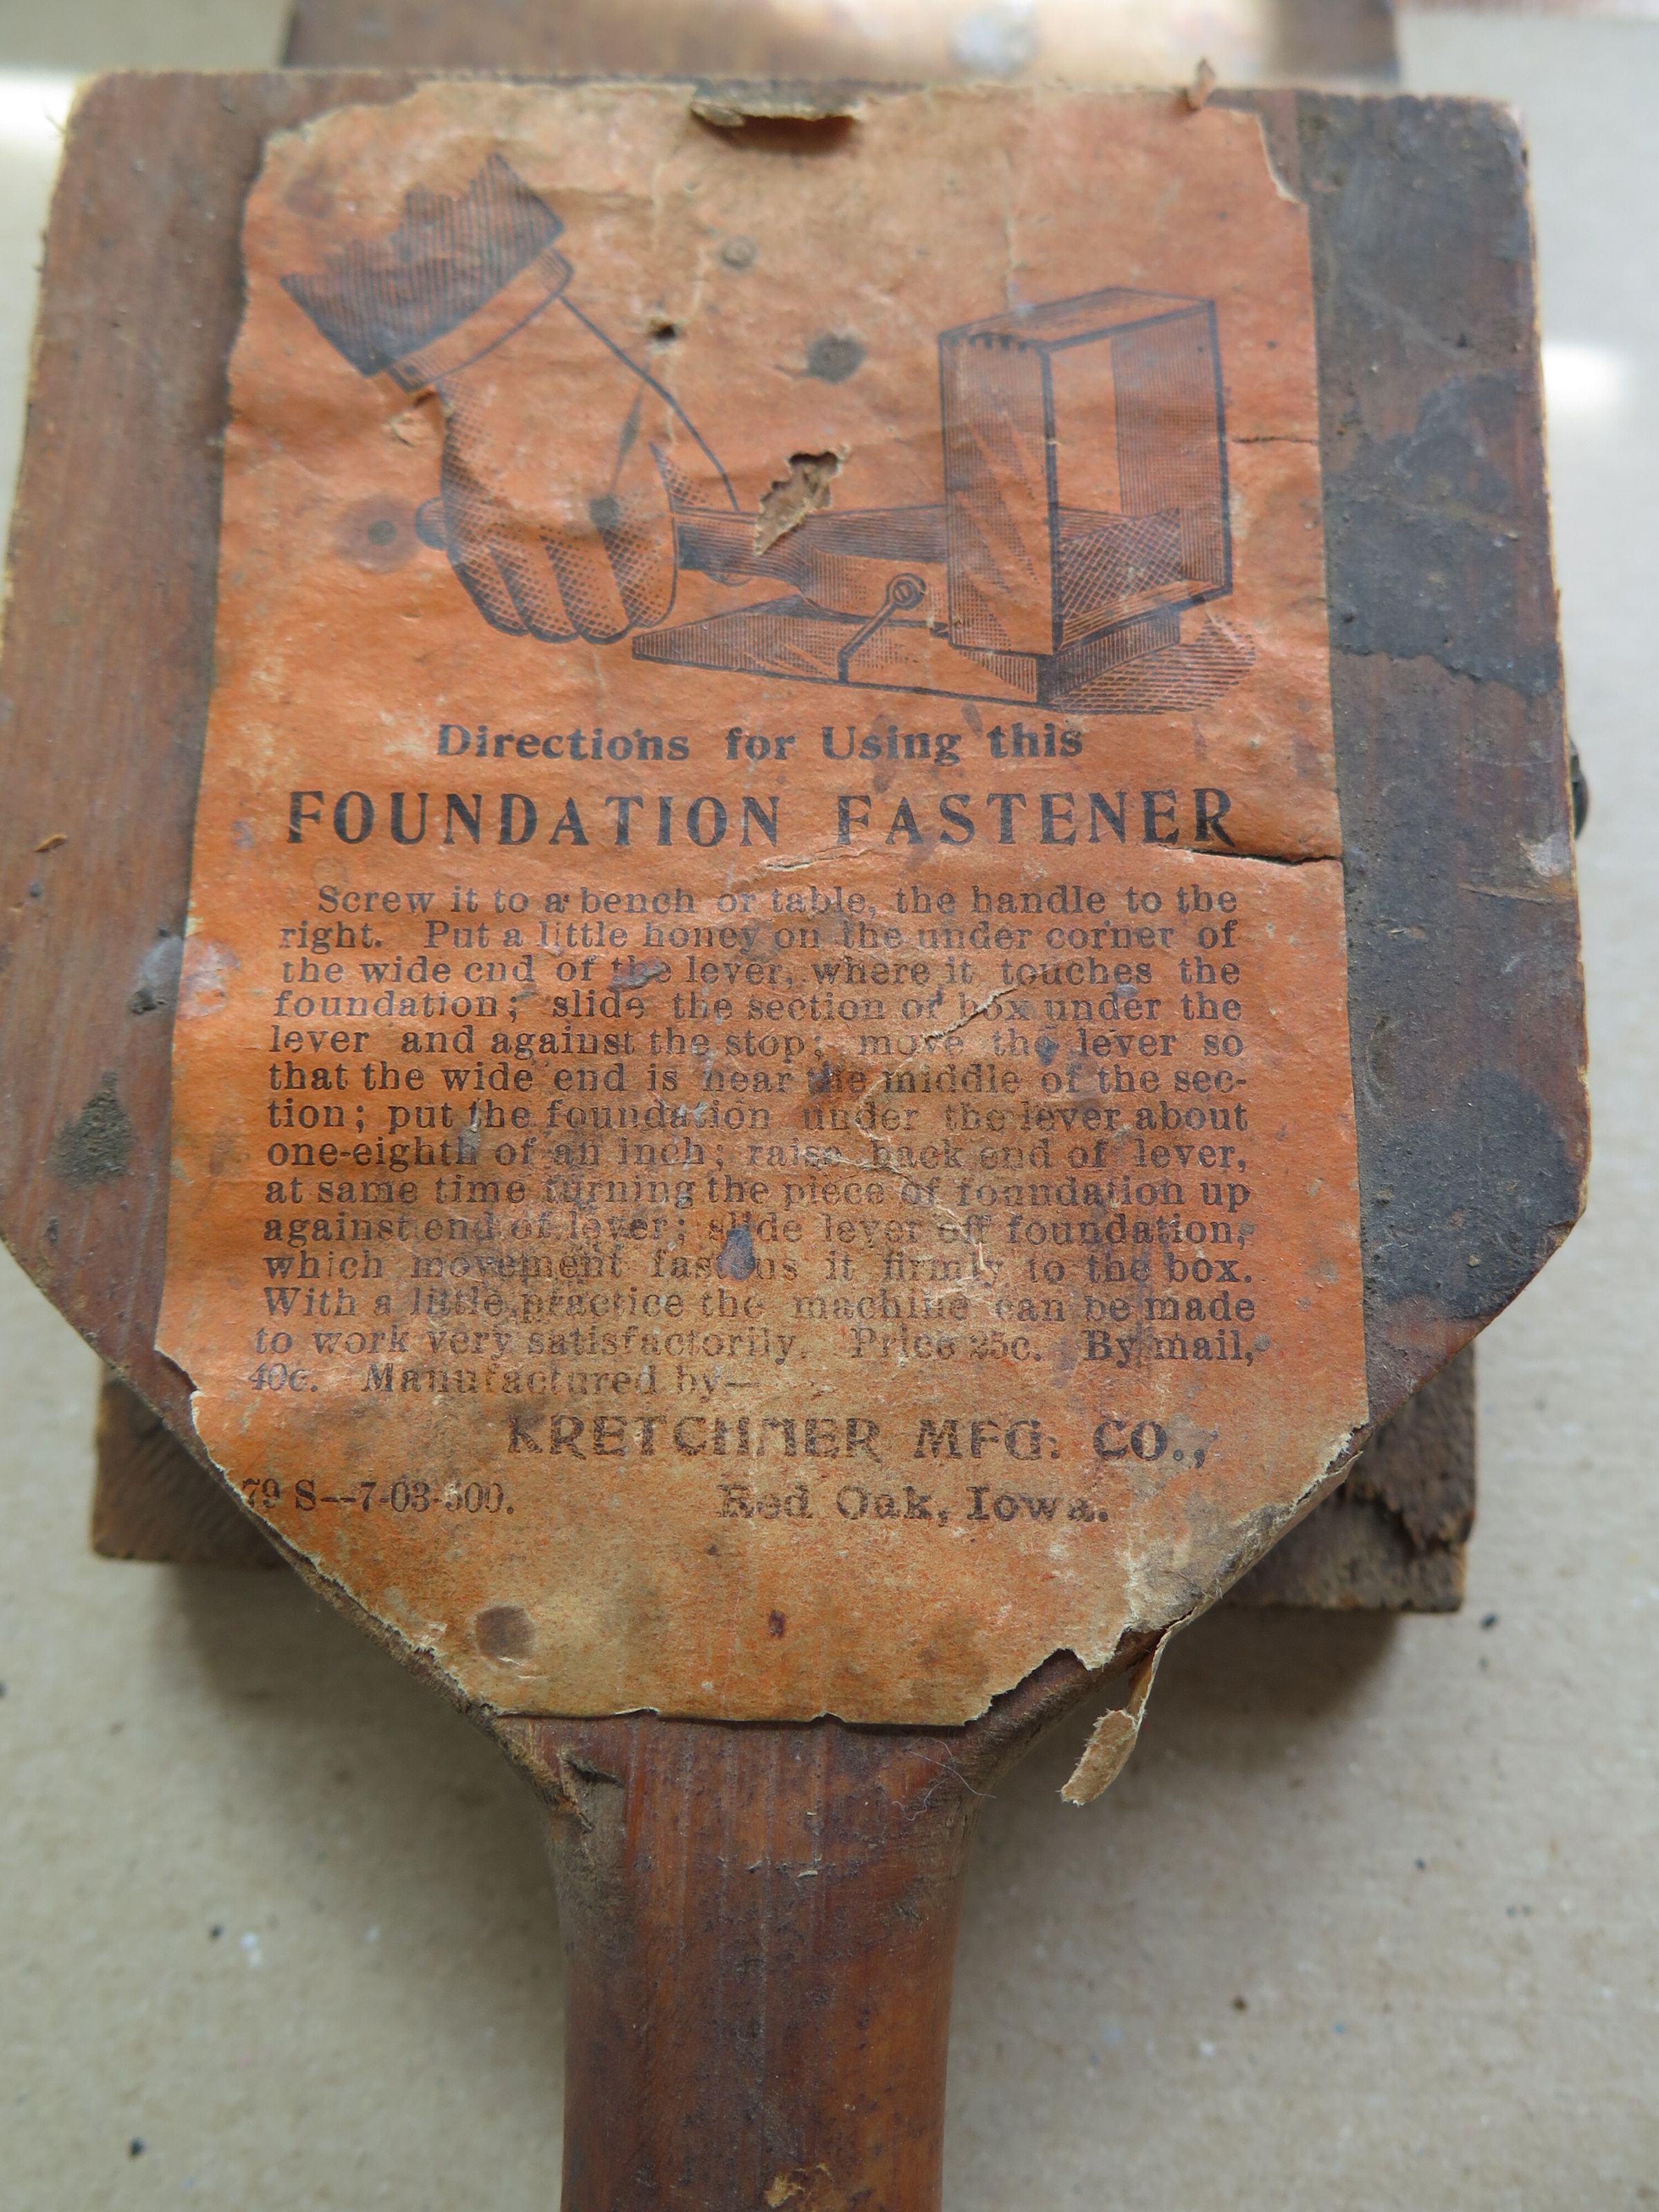 Directions for Using this
FOUNDATION FASTENER
Screw it to a bench or table, the handle to the
right. Put a little honey on the under corner of
the wide end of the lever, where it touches the
foundation; slide the section or box under the
lever and against the stop; move the lever so
that the wide end is near the middle of the sec-
tion; put the foundation under the lever about
one-eighth of an inch; raise back end of lever,
at same time turning the piece of foundation up
against end of lever; slide lever off foundation,
which movement fastens it firmly to the box.
With a little practice the machine can be made
to work very satisfactorily. Price 25c. By mail,
40c. Manufactured by—
KRETCHMER MFG. CO.,
79 S—7-03-500. Red Oak, Iowa.